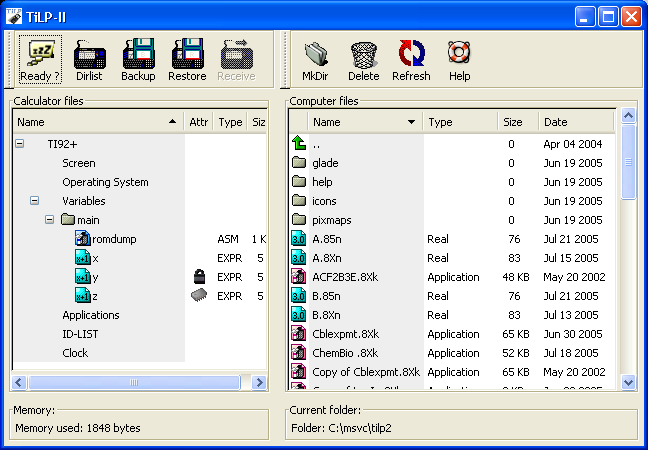 TiLP-II
Ready ? Dirlist Backup Restore Receive MkDir Delete Refresh Help
Calculator files
Name Attr Type Siz
TI92+
Screen
Operating System
Variables
main
romdump ASM 1 K
x EXPR 5
y EXPR 5
z EXPR 5
Applications
ID-LIST
Clock
Computer files
Name Type Size Date
.. 0 Apr 04 2004
glade 0 Jun 19 2005
help 0 Jun 19 2005
icons 0 Jun 19 2005
pixmaps 0 Jun 19 2005
A.85n Real 76 Jul 21 2005
A.8Xn Real 83 Jul 15 2005
ACF2B3E.8Xk Application 48 KB May 20 2002
B.85n Real 76 Jul 21 2005
B.8Xn Real 83 Jul 13 2005
Cblexpmt.8Xk Application 65 KB Jun 30 2005
ChemBio .8Xk Application 52 KB Jul 18 2005
Copy of Cblexpmt.8Xk Application 65 KB May 20 2002
Memory:
Memory used: 1848 bytes
Current folder:
Folder: C:\msvc\tilp2